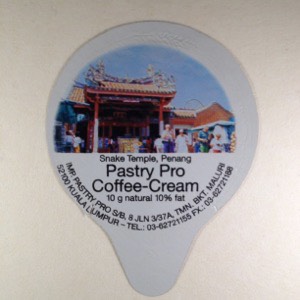 Snake Temple, Penang
Pastry Pro
Coffee-Cream
10 g natural 10% fat
IMP. PASTRY PRO S/B, 8 JLN 3/37A, TMN. BKT. MALURI
52100 KUALA LUMPUR – TEL.: 03-62721155 FX.: 03-62721188